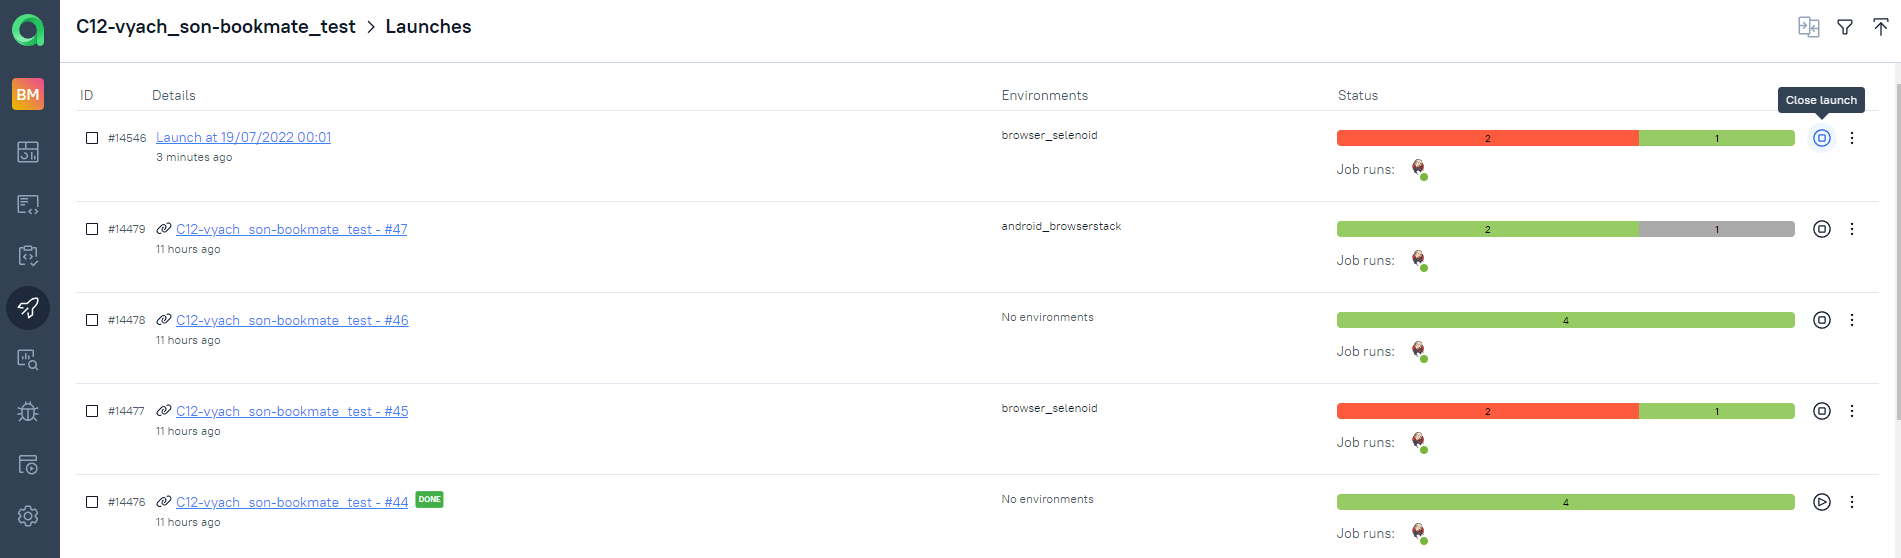 C12-vyach_son-bookmate_test > Launches
BM
ID Details Environments Status
Close launch
#14546 Launch at 19/07/2022 00:01 browser_selenoid 2 1
3 minutes ago
Job runs:
#14479 C12-vyach_son-bookmate_test - #47 android_browserstack 2 1
11 hours ago
Job runs:
#14478 C12-vyach_son-bookmate_test - #46 No environments 4
11 hours ago
Job runs:
#14477 C12-vyach_son-bookmate_test - #45 browser_selenoid 2 1
11 hours ago
Job runs:
#14476 C12-vyach_son-bookmate_test - #44 DONE No environments 4
11 hours ago
Job runs: